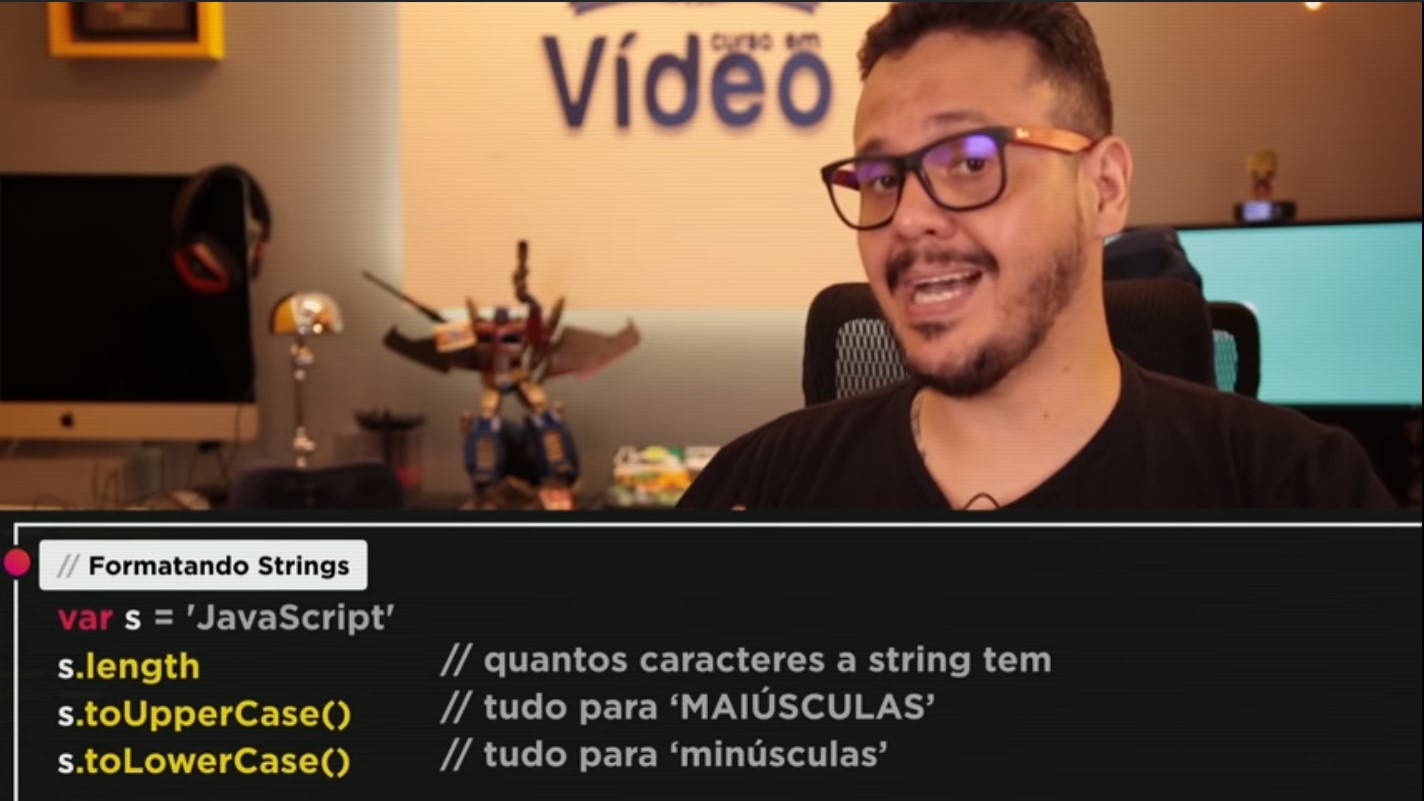 curso em
Vídeo
// Formatando Strings
var s = 'JavaScript'
s.length // quantos caracteres a string tem
s.toUpperCase() // tudo para ‘MAIÚSCULAS’
s.toLowerCase() // tudo para ‘minúsculas’